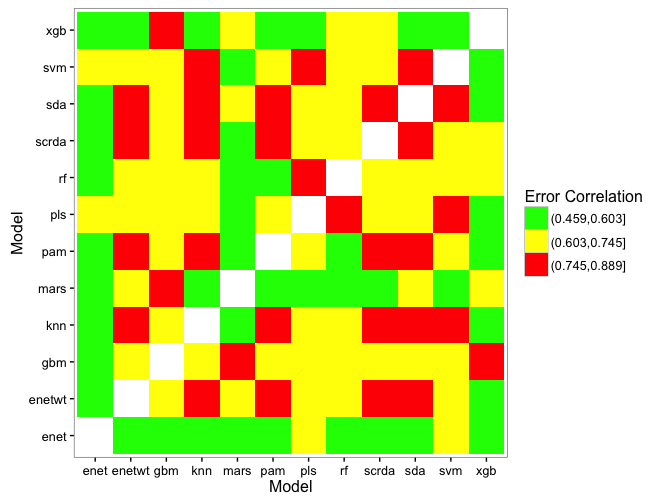 xgb
svm
sda
scrda
rf
pls
pam
mars
knn
gbm
enetwt
enet
Model
enet enetwt gbm knn mars pam pls rf scrda sda svm xgb
Model
Error Correlation
(0.459,0.603]
(0.603,0.745]
(0.745,0.889]